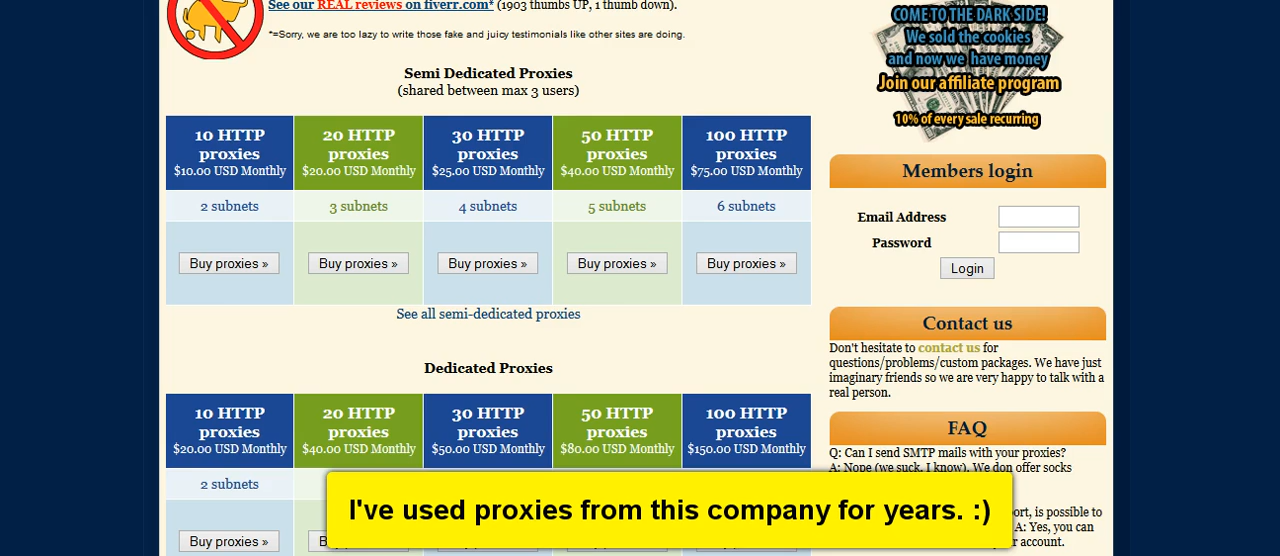 See our REAL reviews on fiverr.com* (1903 thumbs UP, 1 thumb down).
*=Sorry, we are too lazy to write those fake and juicy testimonials like other sites are doing.
Semi Dedicated Proxies
(shared between max 3 users)
10 HTTP proxies
$10.00 USD Monthly
20 HTTP proxies
$20.00 USD Monthly
30 HTTP proxies
$25.00 USD Monthly
50 HTTP proxies
$40.00 USD Monthly
100 HTTP proxies
$75.00 USD Monthly
2 subnets
3 subnets
4 subnets
5 subnets
6 subnets
Buy proxies »
Buy proxies »
Buy proxies »
Buy proxies »
Buy proxies »
See all semi-dedicated proxies
Dedicated Proxies
10 HTTP proxies
$20.00 USD Monthly
20 HTTP proxies
$40.00 USD Monthly
30 HTTP proxies
$50.00 USD Monthly
50 HTTP proxies
$80.00 USD Monthly
100 HTTP proxies
$150.00 USD Monthly
2 subnets
Buy proxies »
I've used proxies from this company for years. :)
COME TO THE DARK SIDE!
We sold the cookies
and now we have money
Join our affiliate program
10% of every sale recurring
Members login
Email Address
Password
Login
Contact us
Don't hesitate to contact us for
questions/problems/custom packages. We have just
imaginary friends so we are very happy to talk with a
real person.
FAQ
Q: Can I send SMTP mails with your proxies?
A: Nope (we suck, I know). We don offer socks
is possible to
A: Yes, you can
account.